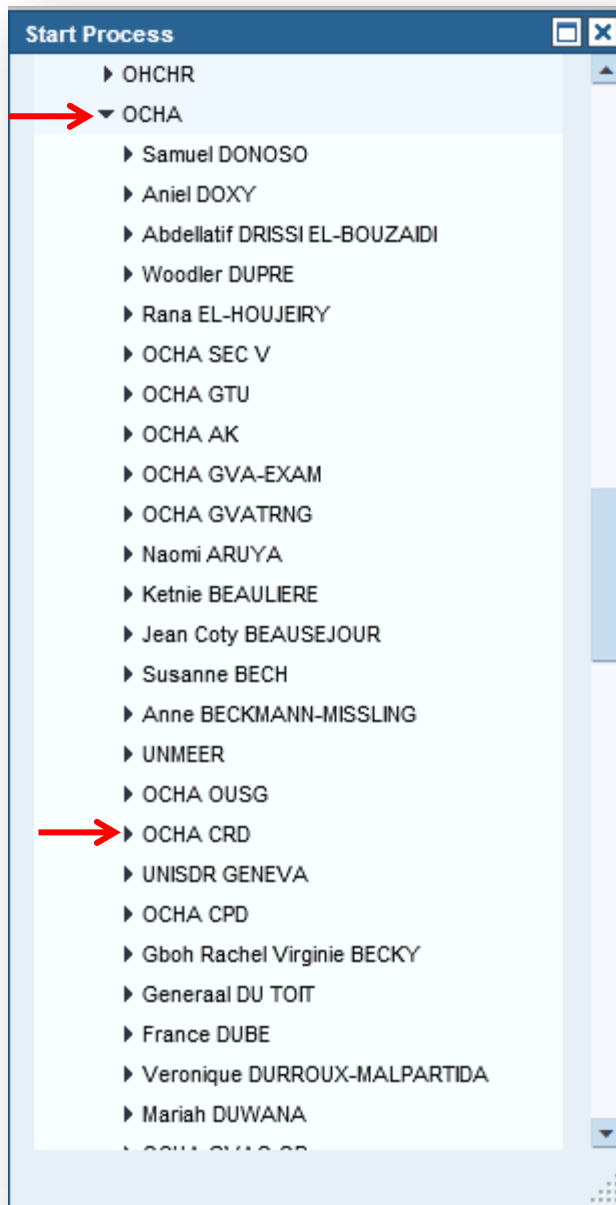 Start Process
OHCHR
OCHA
Samuel DONOSO
Aniel DOXY
Abdellatif DRISSI EL-BOUZAIDI
Woodler DUPRE
Rana EL-HOUJEIRY
OCHA SEC V
OCHA GTU
OCHA AK
OCHA GVA-EXAM
OCHA GVATRNG
Naomi ARUYA
Ketnie BEAULIERE
Jean Coty BEAUSEJOUR
Susanne BECH
Anne BECKMANN-MISSLING
UNMEER
OCHA OUSG
OCHA CRD
UNISDR GENEVA
OCHA CPD
Gboh Rachel Virginie BECKY
Generaal DU TOIT
France DUBE
Veronique DURROUX-MALPARTIDA
Mariah DUWANA